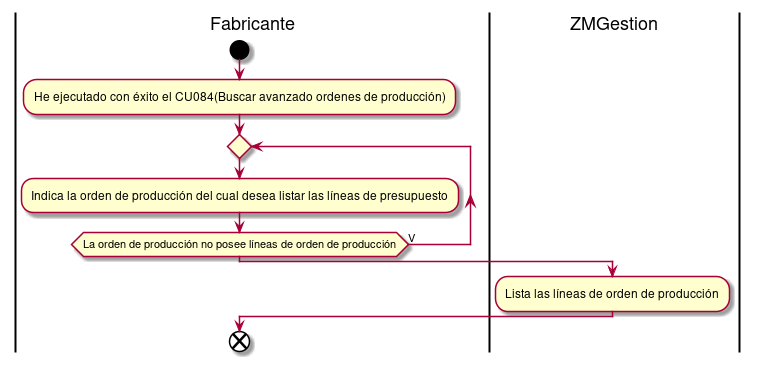 Fabricante
ZMGestion
He ejecutado con éxito el CU084(Buscar avanzado ordenes de producción)
Indica la orden de producción del cual desea listar las líneas de presupuesto
La orden de producción no posee líneas de orden de producción
V
Lista las líneas de orden de producción